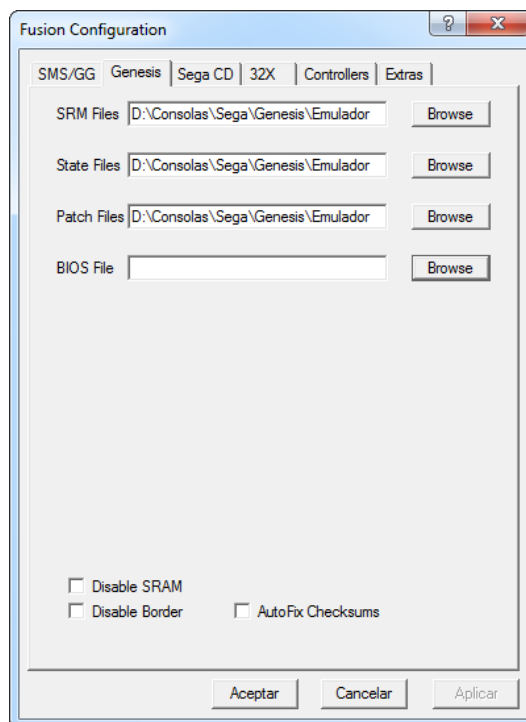 Fusion Configuration
SMS/GG Genesis Sega CD 32X Controllers Extras
SRM Files D:\Consolas\Sega\Genesis\Emulador Browse
State Files D:\Consolas\Sega\Genesis\Emulador Browse
Patch Files D:\Consolas\Sega\Genesis\Emulador Browse
BIOS File Browse
Disable SRAM
Disable Border AutoFix Checksums
Aceptar Cancelar Aplicar